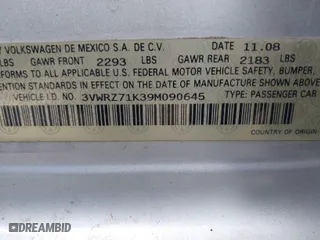 VOLKSWAGEN DE MEXICO S.A. DE C.V. DATE 11.08
LBS GAWR FRONT 2293 LBS GAWR REAR 2183 LBS
FORMS TO ALL APPLICABLE U.S. FEDERAL MOTOR VEHICLE SAFETY, BUMPER,
ENTION STANDARDS IN EFFECT ON THE DATE OF MANUFACTURE SHOWN ABOVE
VEHICLE I.D. NO. 3VWRZ71K39M090645 TYPE: PASSENGER CAR
COUNTRY OF ORIGIN
DREAMBID